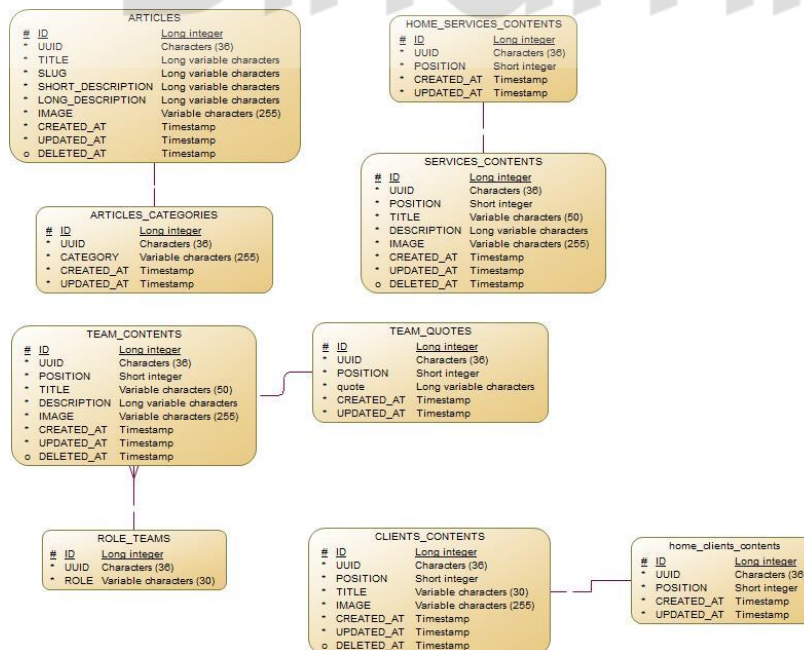 ARTICLES
# ID Long integer
* UUID Characters (36)
* TITLE Long variable characters
* SLUG Long variable characters
* SHORT_DESCRIPTION Long variable characters
* LONG_DESCRIPTION Long variable characters
* IMAGE Variable characters (255)
* CREATED_AT Timestamp
* UPDATED_AT Timestamp
o DELETED_AT Timestamp
HOME_SERVICES_CONTENTS
# ID Long integer
* UUID Characters (36)
* POSITION Short integer
* CREATED_AT Timestamp
* UPDATED_AT Timestamp
ARTICLES_CATEGORIES
# ID Long integer
* UUID Characters (36)
* CATEGORY Variable characters (255)
* CREATED_AT Timestamp
* UPDATED_AT Timestamp
SERVICES_CONTENTS
# ID Long integer
* UUID Characters (36)
* POSITION Short integer
* TITLE Variable characters (50)
* DESCRIPTION Long variable characters
* IMAGE Variable characters (255)
* CREATED_AT Timestamp
* UPDATED_AT Timestamp
o DELETED_AT Timestamp
TEAM_CONTENTS
# ID Long integer
* UUID Characters (36)
* POSITION Short integer
* TITLE Variable characters (50)
* DESCRIPTION Long variable characters
* IMAGE Variable characters (255)
* CREATED_AT Timestamp
* UPDATED_AT Timestamp
o DELETED_AT Timestamp
TEAM_QUOTES
# ID Long integer
* UUID Characters (36)
* POSITION Short integer
* quote Long variable characters
* CREATED_AT Timestamp
* UPDATED_AT Timestamp
ROLE_TEAMS
# ID Long integer
* UUID Characters (36)
* ROLE Variable characters (30)
CLIENTS_CONTENTS
# ID Long integer
* UUID Characters (36)
* POSITION Short integer
* TITLE Variable characters (30)
* IMAGE Variable characters (255)
* CREATED_AT Timestamp
* UPDATED_AT Timestamp
o DELETED_AT Timestamp
home_clients_contents
# ID Long integer
* UUID Characters (36
* POSITION Short integer
* CREATED_AT Timestamp
* UPDATED_AT Timestamp